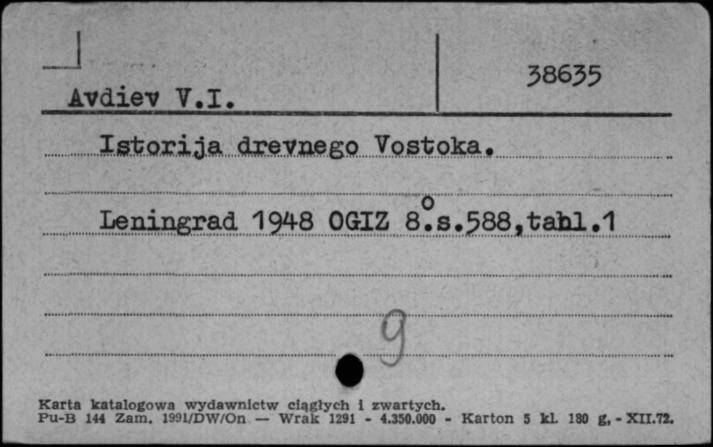 38635
Avdiev V.I.
Istorija drevnego Vostoka.
Leningrad 1948 OGIZ 8°.s.588,tabl.1
9
Karta katalogowa wydawnictw ciągłych i zwartych.
Pu-B 144 Zam. 1991/DW/On — Wrak 1291 - 4.350.000 - Karton 5 kl. 180 g, - XII.72.